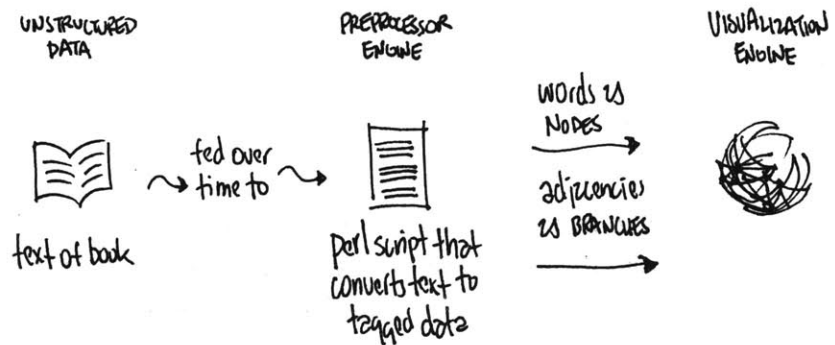 UNSTRUCTURED
DATA
PREPROCESSOR
ENGINE
VISUALIZATION
ENGINE
text of book
fed over
time to
perl script that
converts text to
tagged data
words as
NODES
adjacencies
as BRANCHES